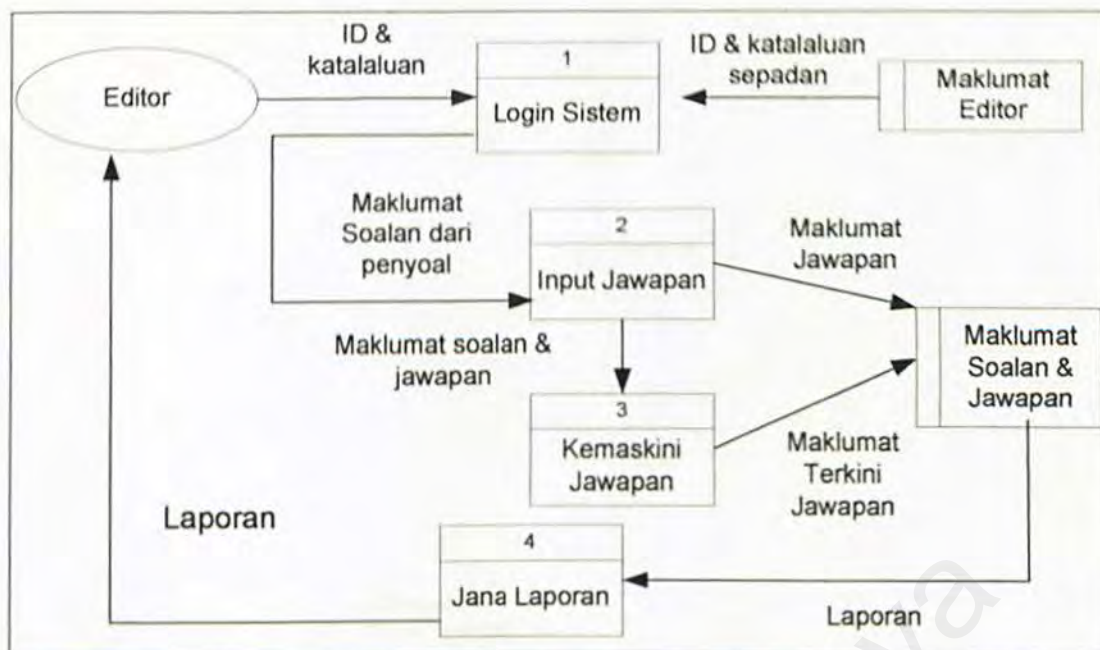 ID &
katalaluan
Editor
1
Login Sistem
ID & katalaluan
sepadan
Maklumat
Editor
Maklumat
Soalan dari
penyoal
2
Input Jawapan
Maklumat
Jawapan
Maklumat soalan &
jawapan
Maklumat
Soalan &
Jawapan
3
Kemaskini
Jawapan
Maklumat
Terkini
Jawapan
Laporan
4
Jana Laporan
Laporan